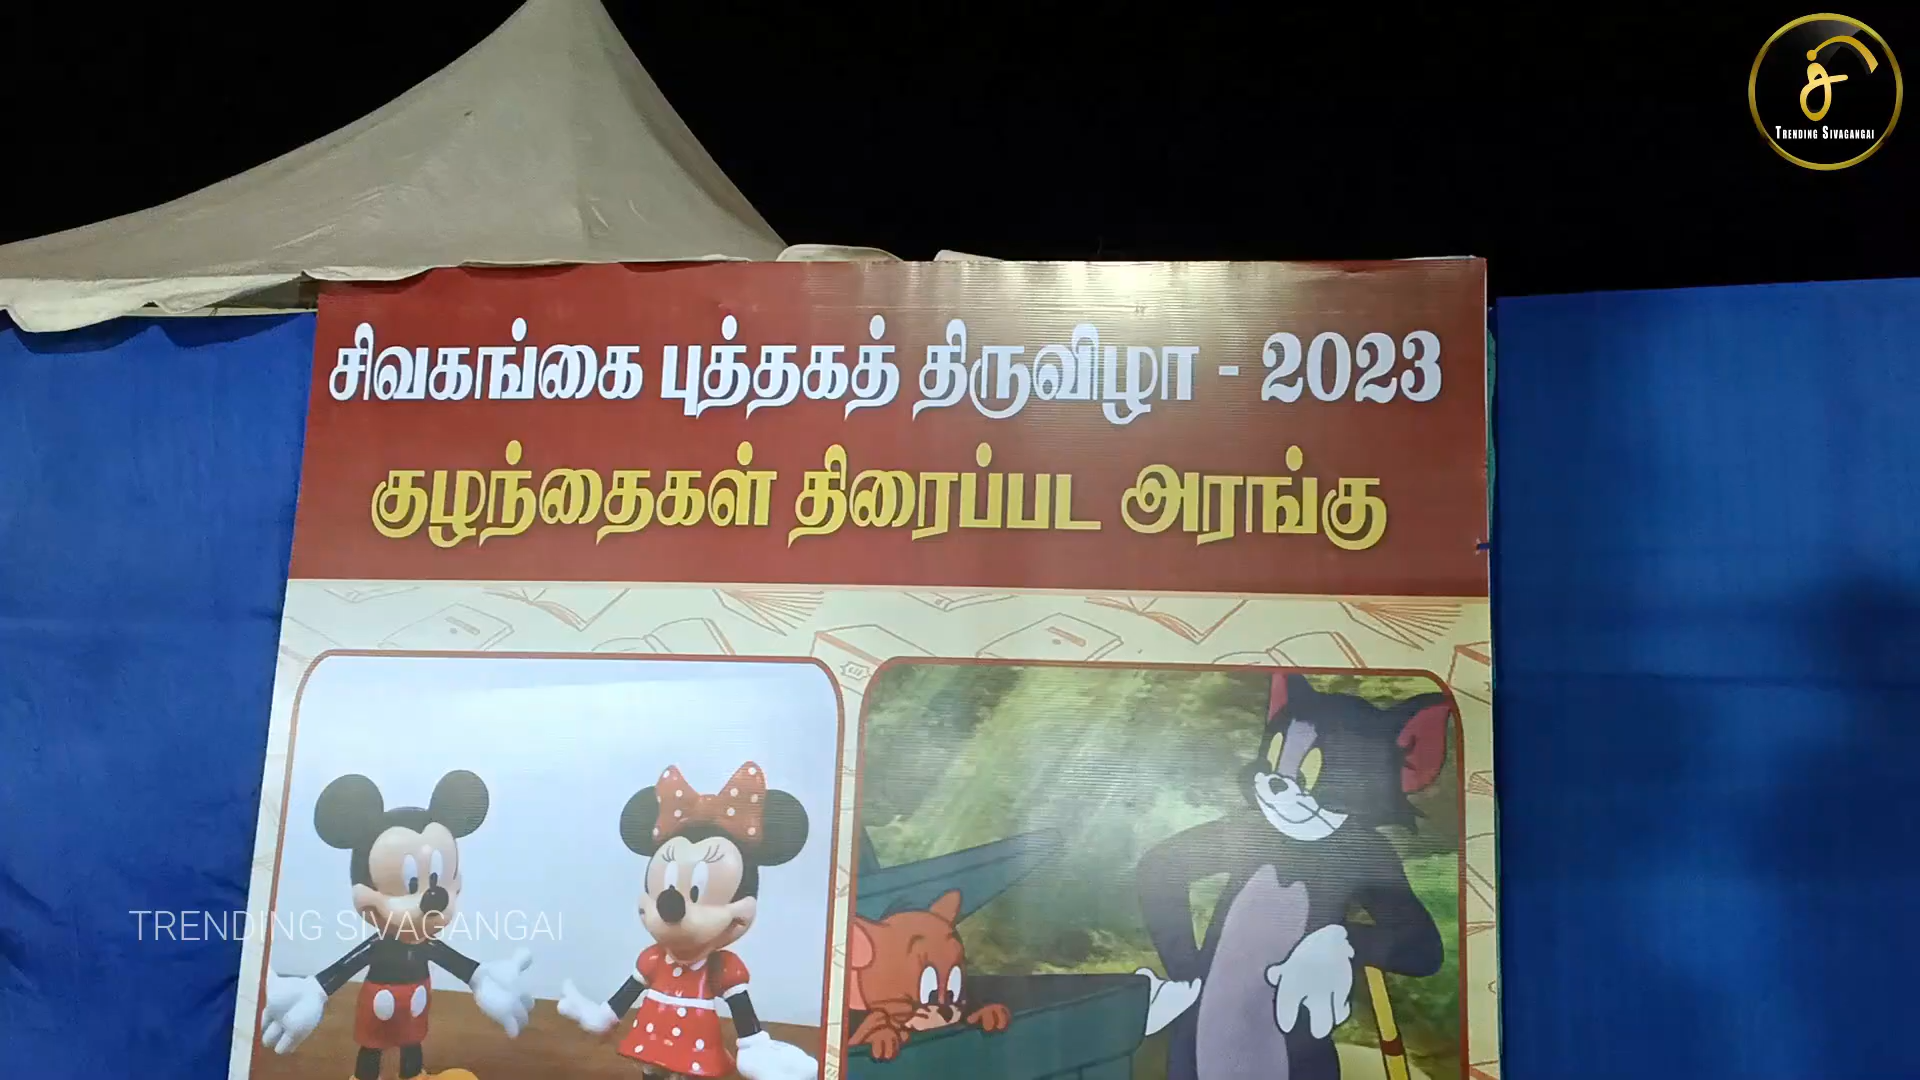 TRENDING SIVAGANGAI
சிவகங்கை புத்தகத் திருவிழா - 2023
குழந்தைகள் திரைப்பட அரங்கு
TRENDING SIVAGANGAI